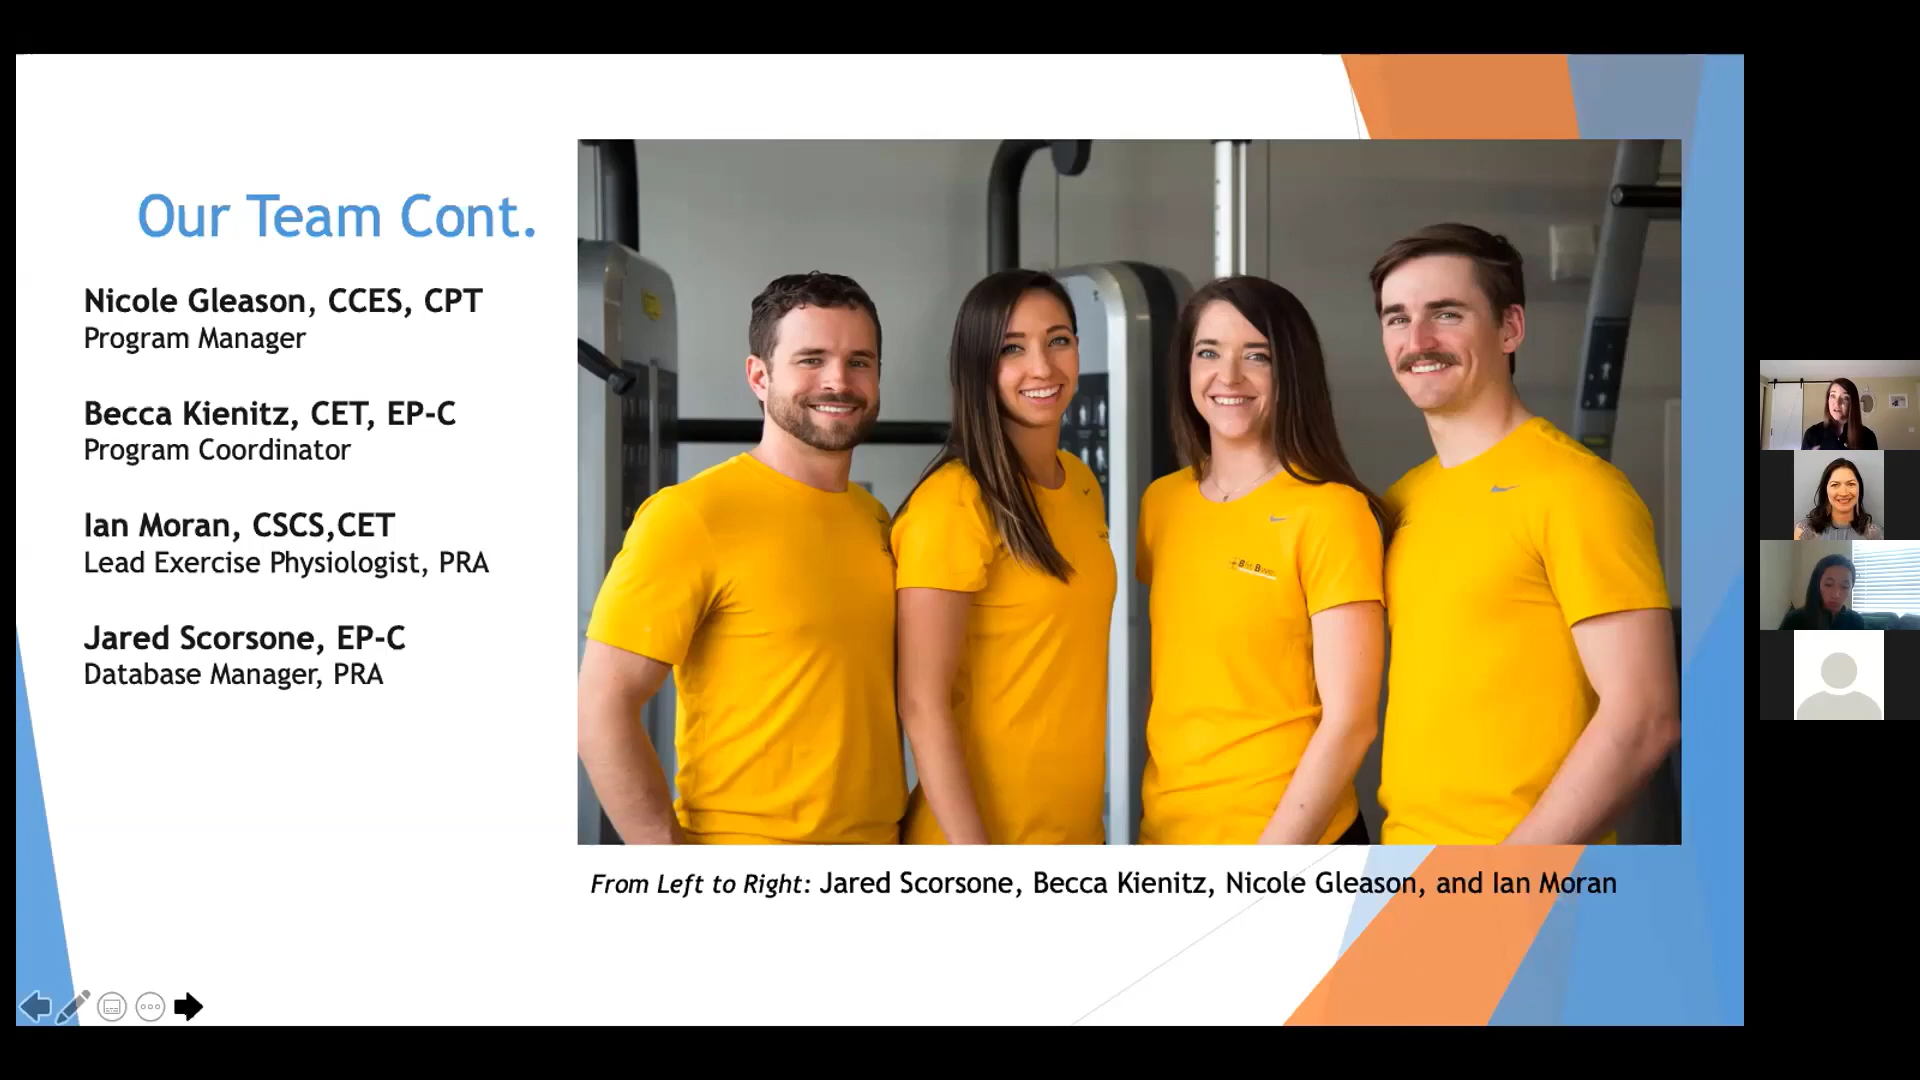 Our Team Cont.
Nicole Gleason, CCES, CPT
Program Manager
Becca Kienitz, CET, EP-C
Program Coordinator
Ian Moran, CSCS,CET
Lead Exercise Physiologist, PRA
Jared Scorsone, EP-C
Database Manager, PRA
From Left to Right: Jared Scorsone, Becca Kienitz, Nicole Gleason, and Ian Moran